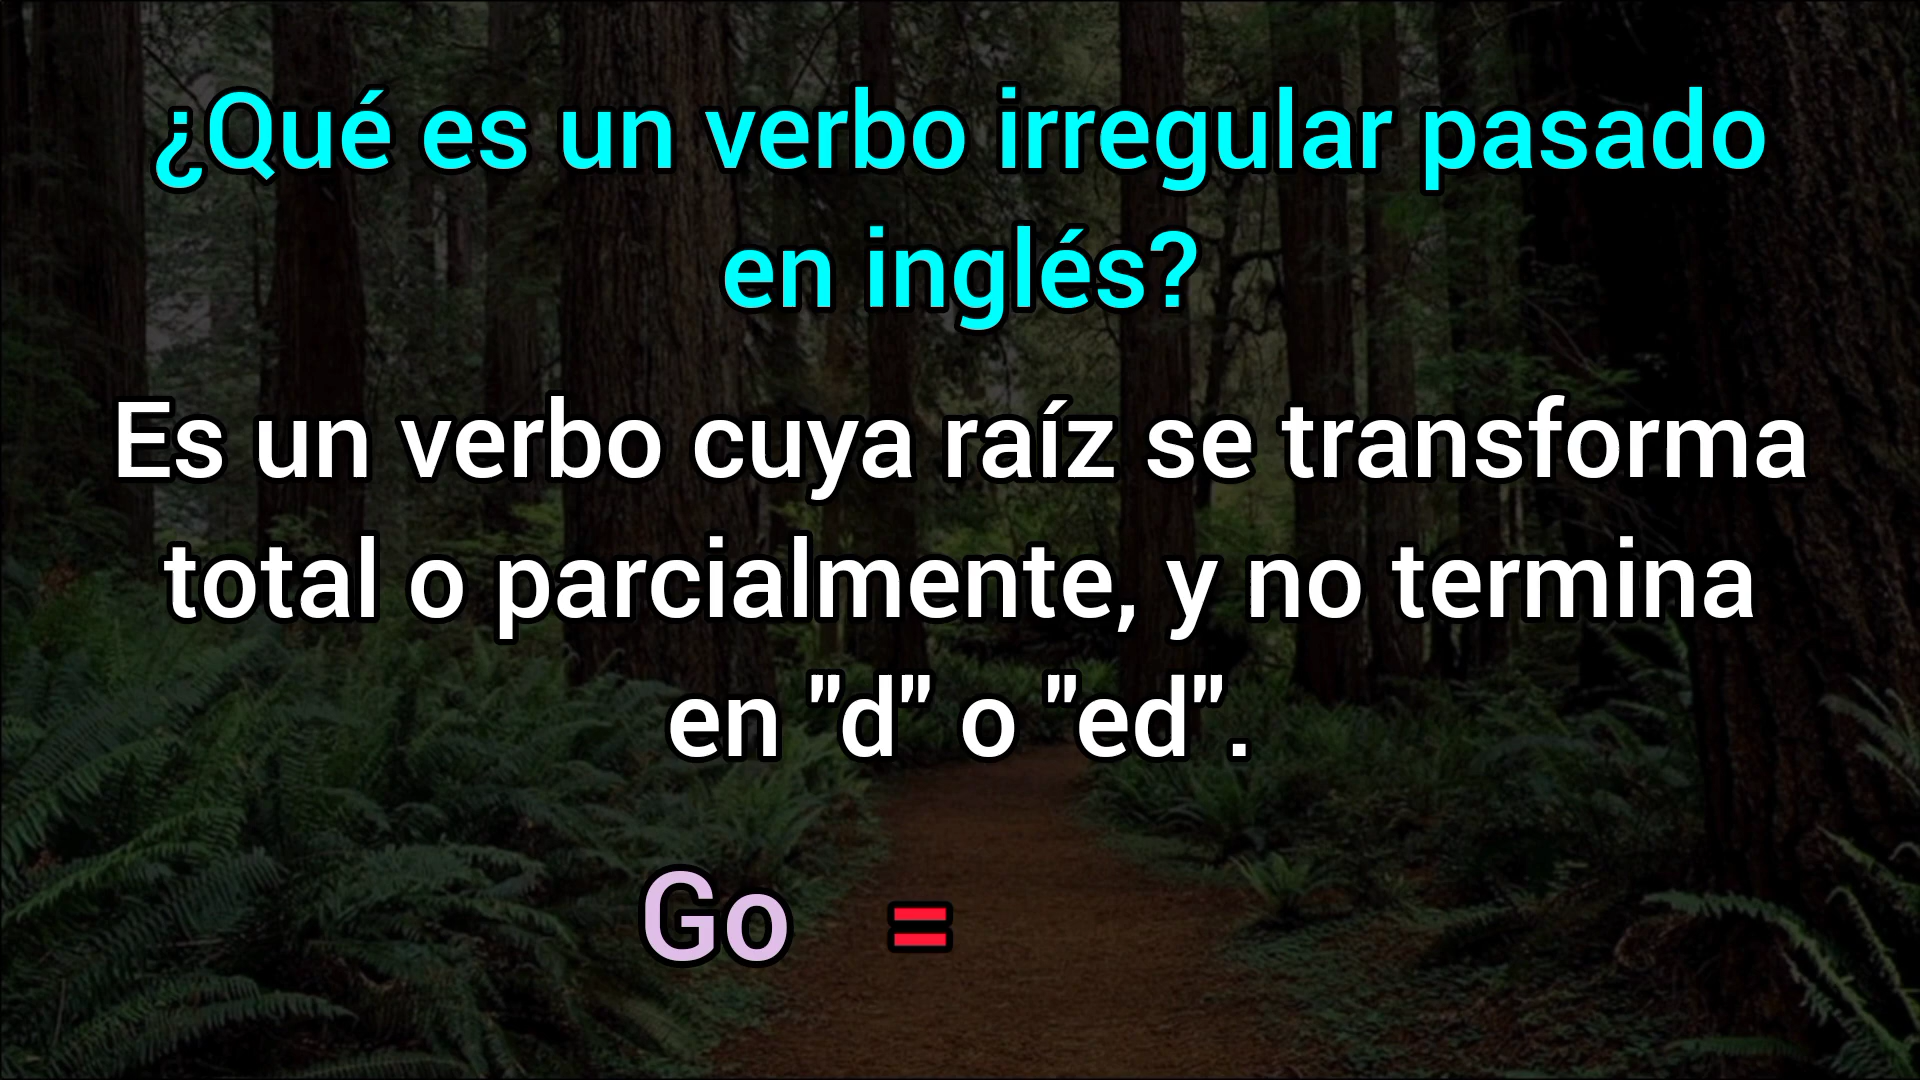 ¿Qué es un verbo irregular pasado
en inglés?
Es un verbo cuya raíz se transforma
total o parcialmente, y no termina
en "d" o "ed".
Go =